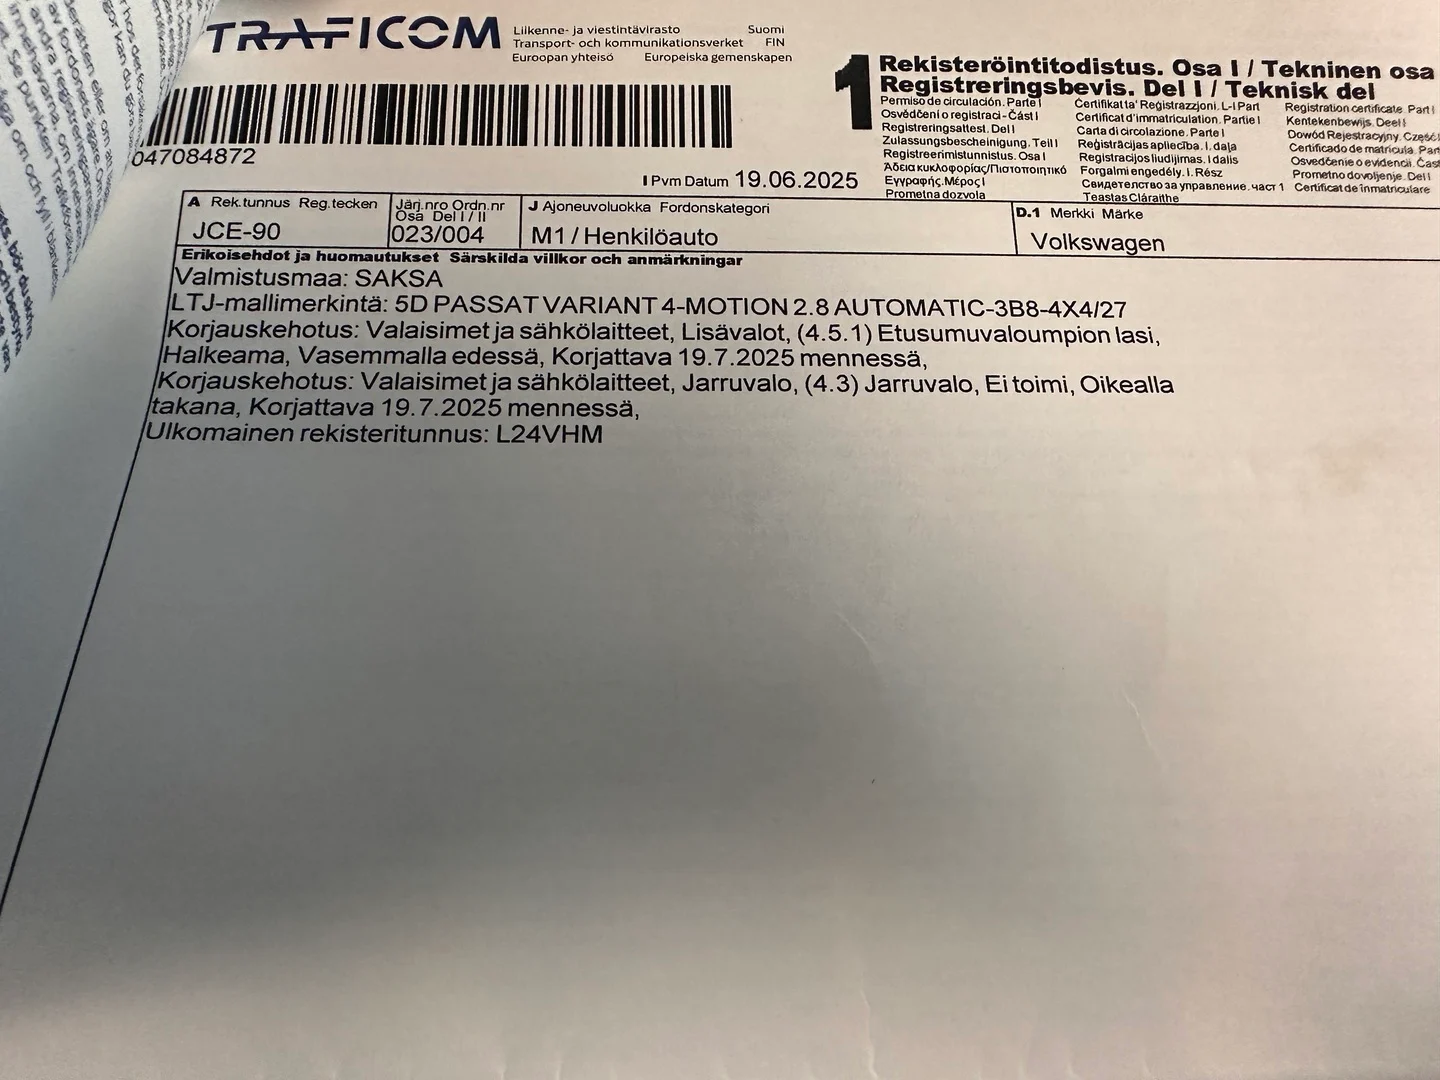 TRAFICOM
Liikenne- ja viestintävirasto Suomi
Transport- och kommunikationsverket FIN
Euroopan yhteisö Europeiska gemenskapen
047084872
I Pvm Datum 19.06.2025
1 Rekisteröintitodistus. Osa I / Tekninen osa
Registreringsbevis. Del I / Teknisk del
Permiso de circulación. Parte I
Osvědčení o registraci - Část I
Registreringsattest. Del I
Zulassungsbescheinigung. Teil I
Registreerimistunnistus. Osa I
Άδεια κυκλοφορίας/Πιστοποιητικό
Εγγραφής. Μέρος I
Prometna dozvola
Ċertifikat ta' Reġistrazzjoni. L-I Part
Certificat d'immatriculation. Partie I
Carta di circolazione. Parte I
Reģistrācijas apliecība. I. daļa
Registracijos liudijimas. I dalis
Forgalmi engedély. I. Rész
Свидетелство за управление. част 1
Teastas Cláraithe
Registration certificate. Part I
Kentekenbewijs. Deel I
Dowód Rejestracyjny. Część I
Certificado de matrícula. Part
Osvedčenie o evidencii. Čast
Prometno dovoljenje. Del I
Certificat de înmatriculare
A Rek.tunnus Reg.tecken
JCE-90
Järj.nro Ordn.nr
Osa Del I / II
023/004
J Ajoneuvoluokka Fordonskategori
M1 / Henkilöauto
D.1 Merkki Märke
Volkswagen
Erikoisehdot ja huomautukset Särskilda villkor och anmärkningar
Valmistusmaa: SAKSA
LTJ-mallimerkintä: 5D PASSAT VARIANT 4-MOTION 2.8 AUTOMATIC-3B8-4X4/27
Korjauskehotus: Valaisimet ja sähkölaitteet, Lisävalot, (4.5.1) Etusumuvaloumpion lasi,
Halkeama, Vasemmalla edessä, Korjattava 19.7.2025 mennessä,
Korjauskehotus: Valaisimet ja sähkölaitteet, Jarruvalo, (4.3) Jarruvalo, Ei toimi, Oikealla
takana, Korjattava 19.7.2025 mennessä,
Ulkomainen rekisteritunnus: L24VHM